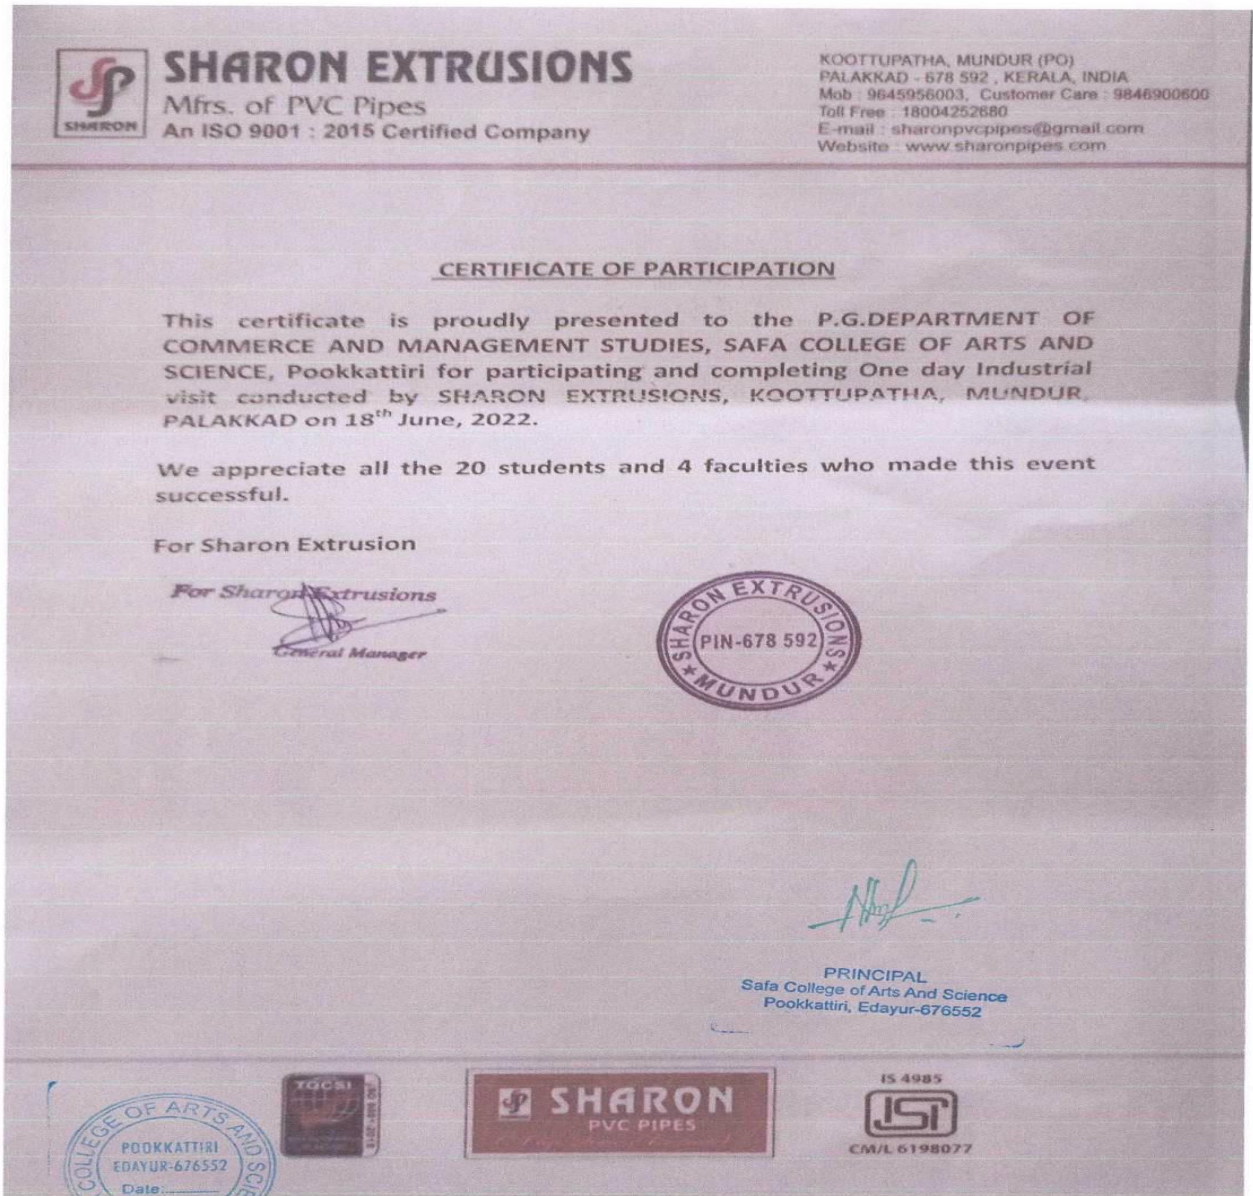 SHARON
SHARON EXTRUSIONS
Mfrs. of PVC Pipes
An ISO 9001 : 2015 Certified Company
KOOTTUPATHA, MUNDUR (PO)
PALAKKAD - 678 592 , KERALA, INDIA
Mob : 9645956003, Customer Care : 9846900600
Toll Free : 18004252680
E-mail : sharonpvcpipes@gmail.com
Website : www.sharonpipes.com
CERTIFICATE OF PARTICIPATION
This certificate is proudly presented to the P.G.DEPARTMENT OF
COMMERCE AND MANAGEMENT STUDIES, SAFA COLLEGE OF ARTS AND
SCIENCE, Pookkattiri for participating and completing One day Industrial
visit conducted by SHARON EXTRUSIONS, KOOTTUPATHA, MUNDUR,
PALAKKAD on 18th June, 2022.
We appreciate all the 20 students and 4 faculties who made this event
successful.
For Sharon Extrusion
For Sharon Extrusions
General Manager
SHARON EXTRUSIONS
PIN-678 592
MUNDUR
PRINCIPAL
Safa College of Arts And Science
Pookkattiri, Edayur-676552
COLLEGE OF ARTS AND SCIE
POOKKATTIRI
EDAYUR-676552
Date:
TQCSI
SHARON
PVC PIPES
IS 4985
ISI
CM/L 6198077